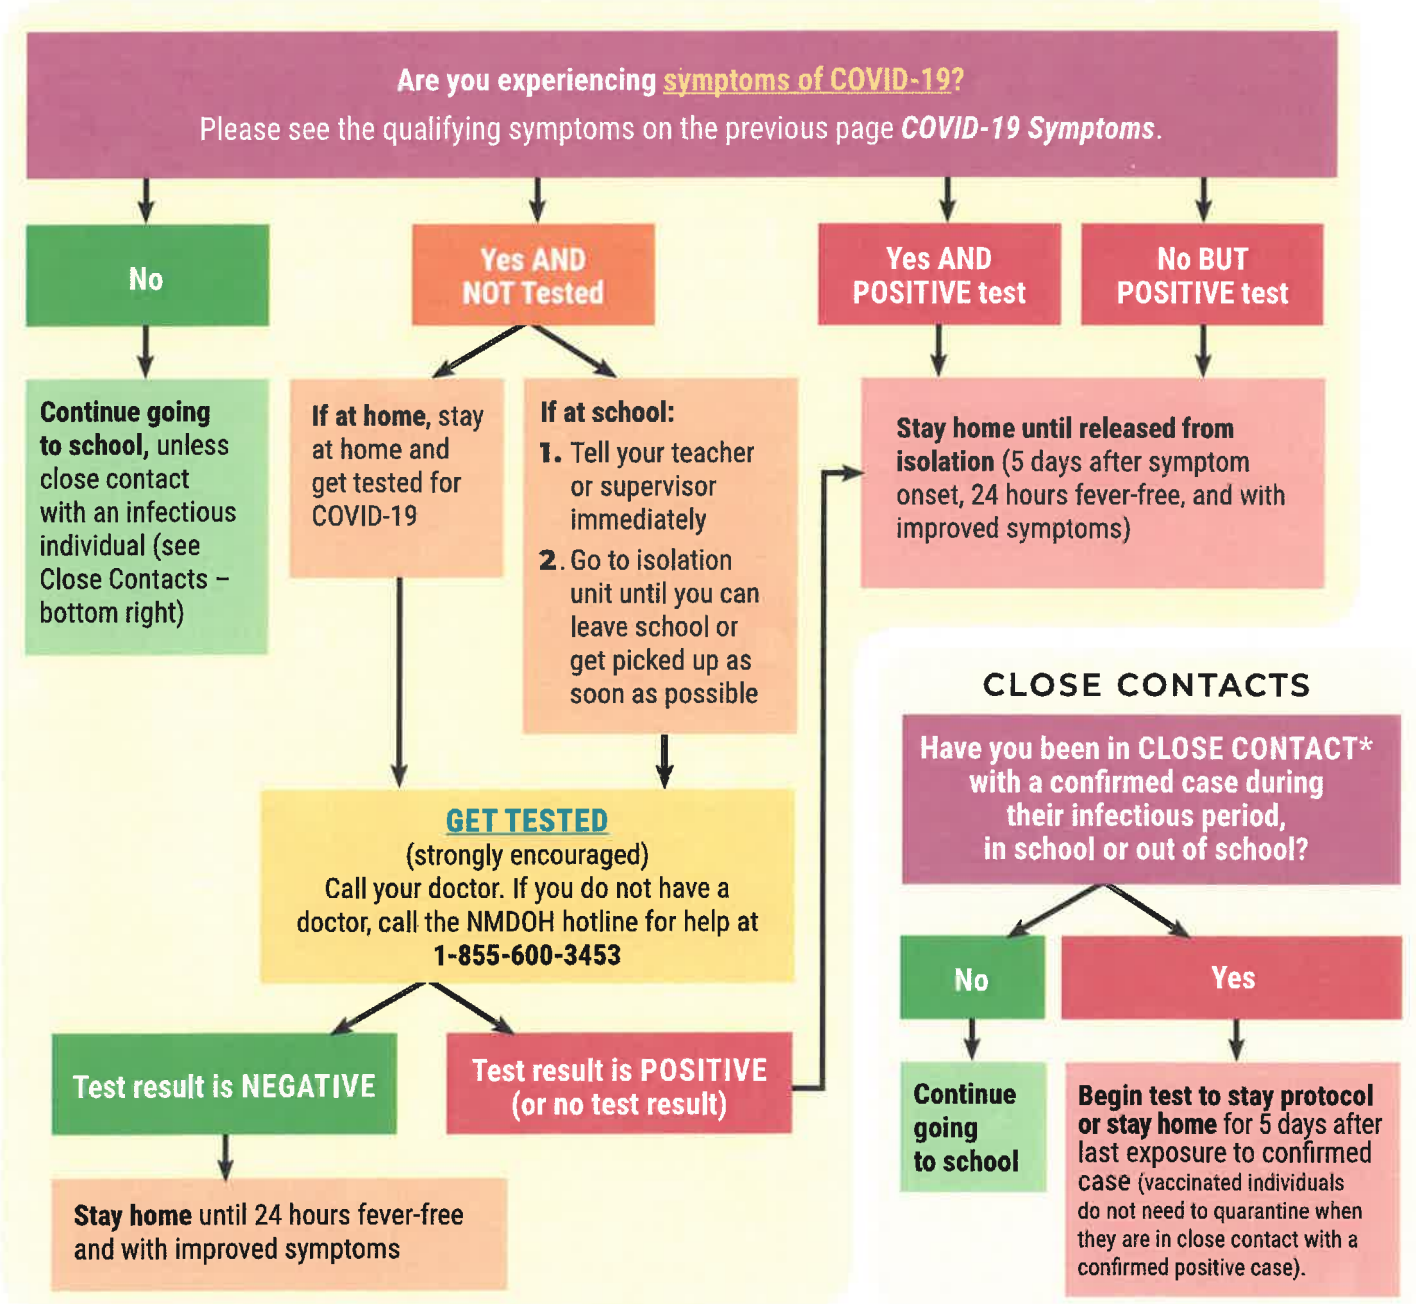 Are you experiencing symptoms of COVID-19?
Please see the qualifying symptoms on the previous page COVID-19 Symptoms.
No
Yes AND
NOT Tested
Yes AND
POSITIVE test
No BUT
POSITIVE test
Continue going
to school, unless
close contact
with an infectious
individual (see
Close Contacts –
bottom right)
If at home, stay
at home and
get tested for
COVID-19
If at school:
1. Tell your teacher
or supervisor
immediately
2. Go to isolation
unit until you can
leave school or
get picked up as
soon as possible
Stay home until released from
isolation (5 days after symptom
onset, 24 hours fever-free, and with
improved symptoms)
GET TESTED
(strongly encouraged)
Call your doctor. If you do not have a
doctor, call the NMDOH hotline for help at
1-855-600-3453
Test result is NEGATIVE
Test result is POSITIVE
(or no test result)
Stay home until 24 hours fever-free
and with improved symptoms
CLOSE CONTACTS
Have you been in CLOSE CONTACT*
with a confirmed case during
their infectious period,
in school or out of school?
No
Yes
Continue
going
to school
Begin test to stay protocol
or stay home for 5 days after
last exposure to confirmed
case (vaccinated individuals
do not need to quarantine when
they are in close contact with a
confirmed positive case).